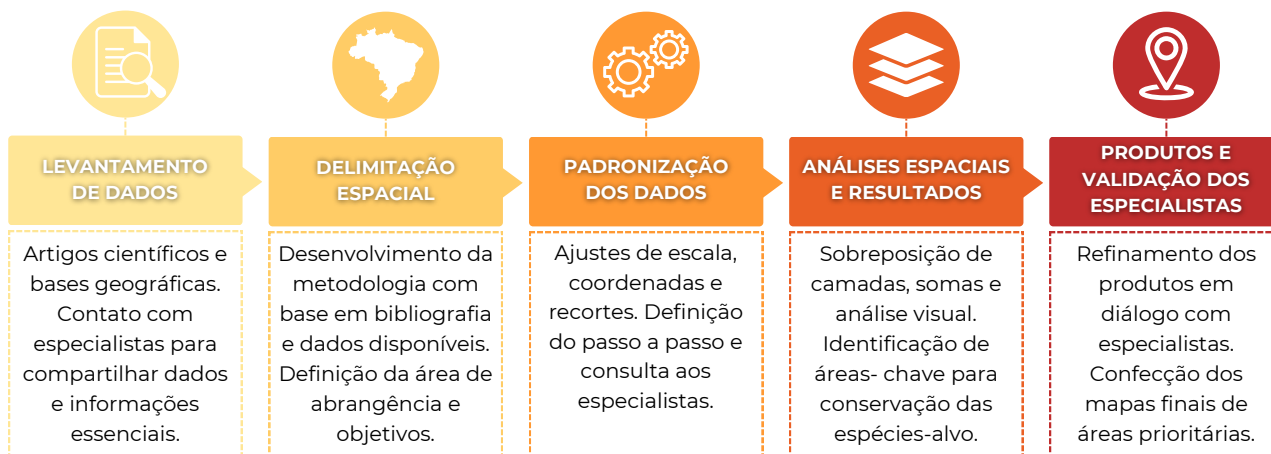 LEVANTAMENTO
DE DADOS
Artigos científicos e
bases geográficas.
Contato com
especialistas para
compartilhar dados
e informações
essenciais.
DELIMITAÇÃO
ESPACIAL
Desenvolvimento da
metodologia com
base em bibliografia
e dados disponíveis.
Definição da área de
abrangência e
objetivos.
PADRONIZAÇÃO
DOS DADOS
Ajustes de escala,
coordenadas e
recortes. Definição
do passo a passo e
consulta aos
especialistas.
ANÁLISES ESPACIAIS
E RESULTADOS
Sobreposição de
camadas, somas e
análise visual.
Identificação de
áreas- chave para
conservação das
espécies-alvo.
PRODUTOS E
VALIDAÇÃO DOS
ESPECIALISTAS
Refinamento dos
produtos em
diálogo com
especialistas.
Confecção dos
mapas finais de
áreas prioritárias.